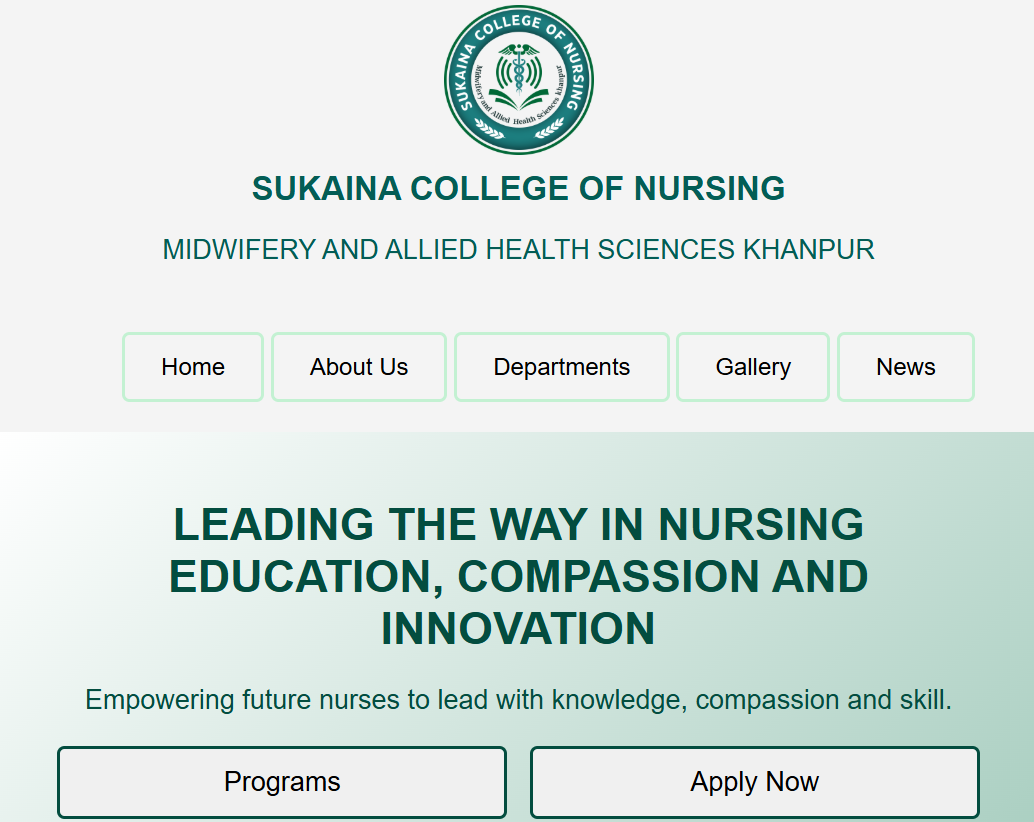 SUKAINA COLLEGE OF NURSING
Midwifery and Allied Health Sciences khanpur
SUKAINA COLLEGE OF NURSING
MIDWIFERY AND ALLIED HEALTH SCIENCES KHANPUR
Home About Us Departments Gallery News
LEADING THE WAY IN NURSING
EDUCATION, COMPASSION AND
INNOVATION
Empowering future nurses to lead with knowledge, compassion and skill.
Programs Apply Now